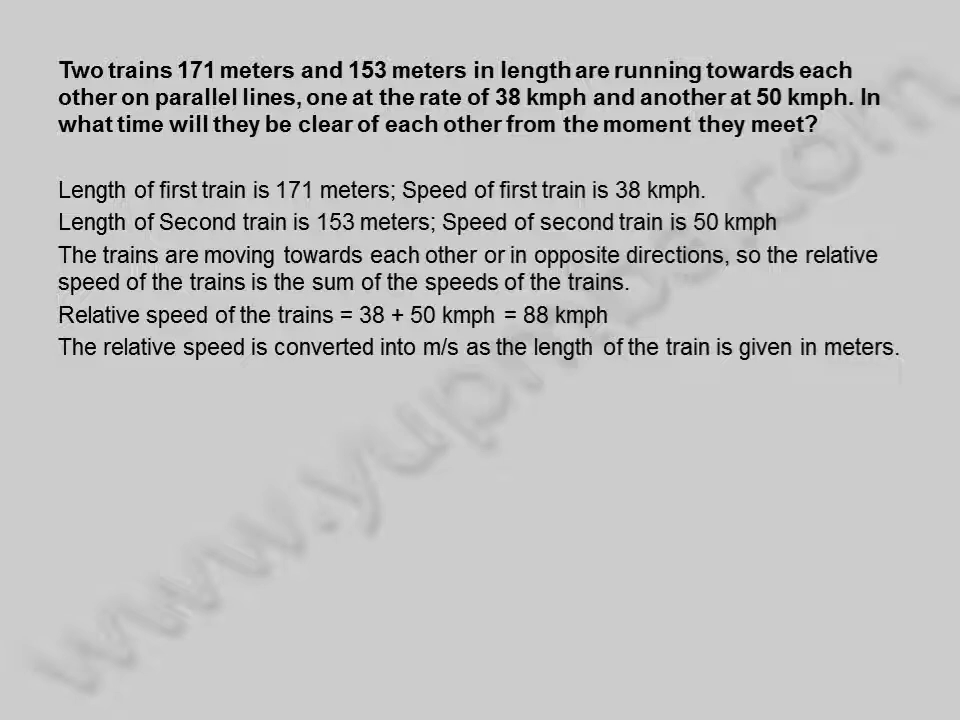 Two trains 171 meters and 153 meters in length are running towards each
other on parallel lines, one at the rate of 38 kmph and another at 50 kmph. In
what time will they be clear of each other from the moment they meet?
Length of first train is 171 meters; Speed of first train is 38 kmph.
Length of Second train is 153 meters; Speed of second train is 50 kmph
The trains are moving towards each other or in opposite directions, so the relative
speed of the trains is the sum of the speeds of the trains.
Relative speed of the trains = 38 + 50 kmph = 88 kmph
The relative speed is converted into m/s as the length of the train is given in meters.